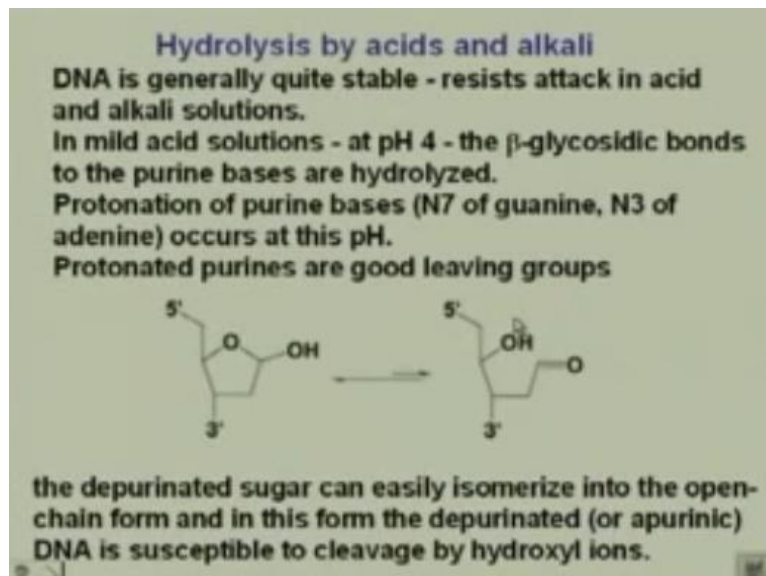 Hydrolysis by acids and alkali
DNA is generally quite stable - resists attack in acid
and alkali solutions.
In mild acid solutions - at pH 4 - the β-glycosidic bonds
to the purine bases are hydrolyzed.
Protonation of purine bases (N7 of guanine, N3 of
adenine) occurs at this pH.
Protonated purines are good leaving groups
5' 5'
O OH OH O
3' 3'
the depurinated sugar can easily isomerize into the open-
chain form and in this form the depurinated (or apurinic)
DNA is susceptible to cleavage by hydroxyl ions.